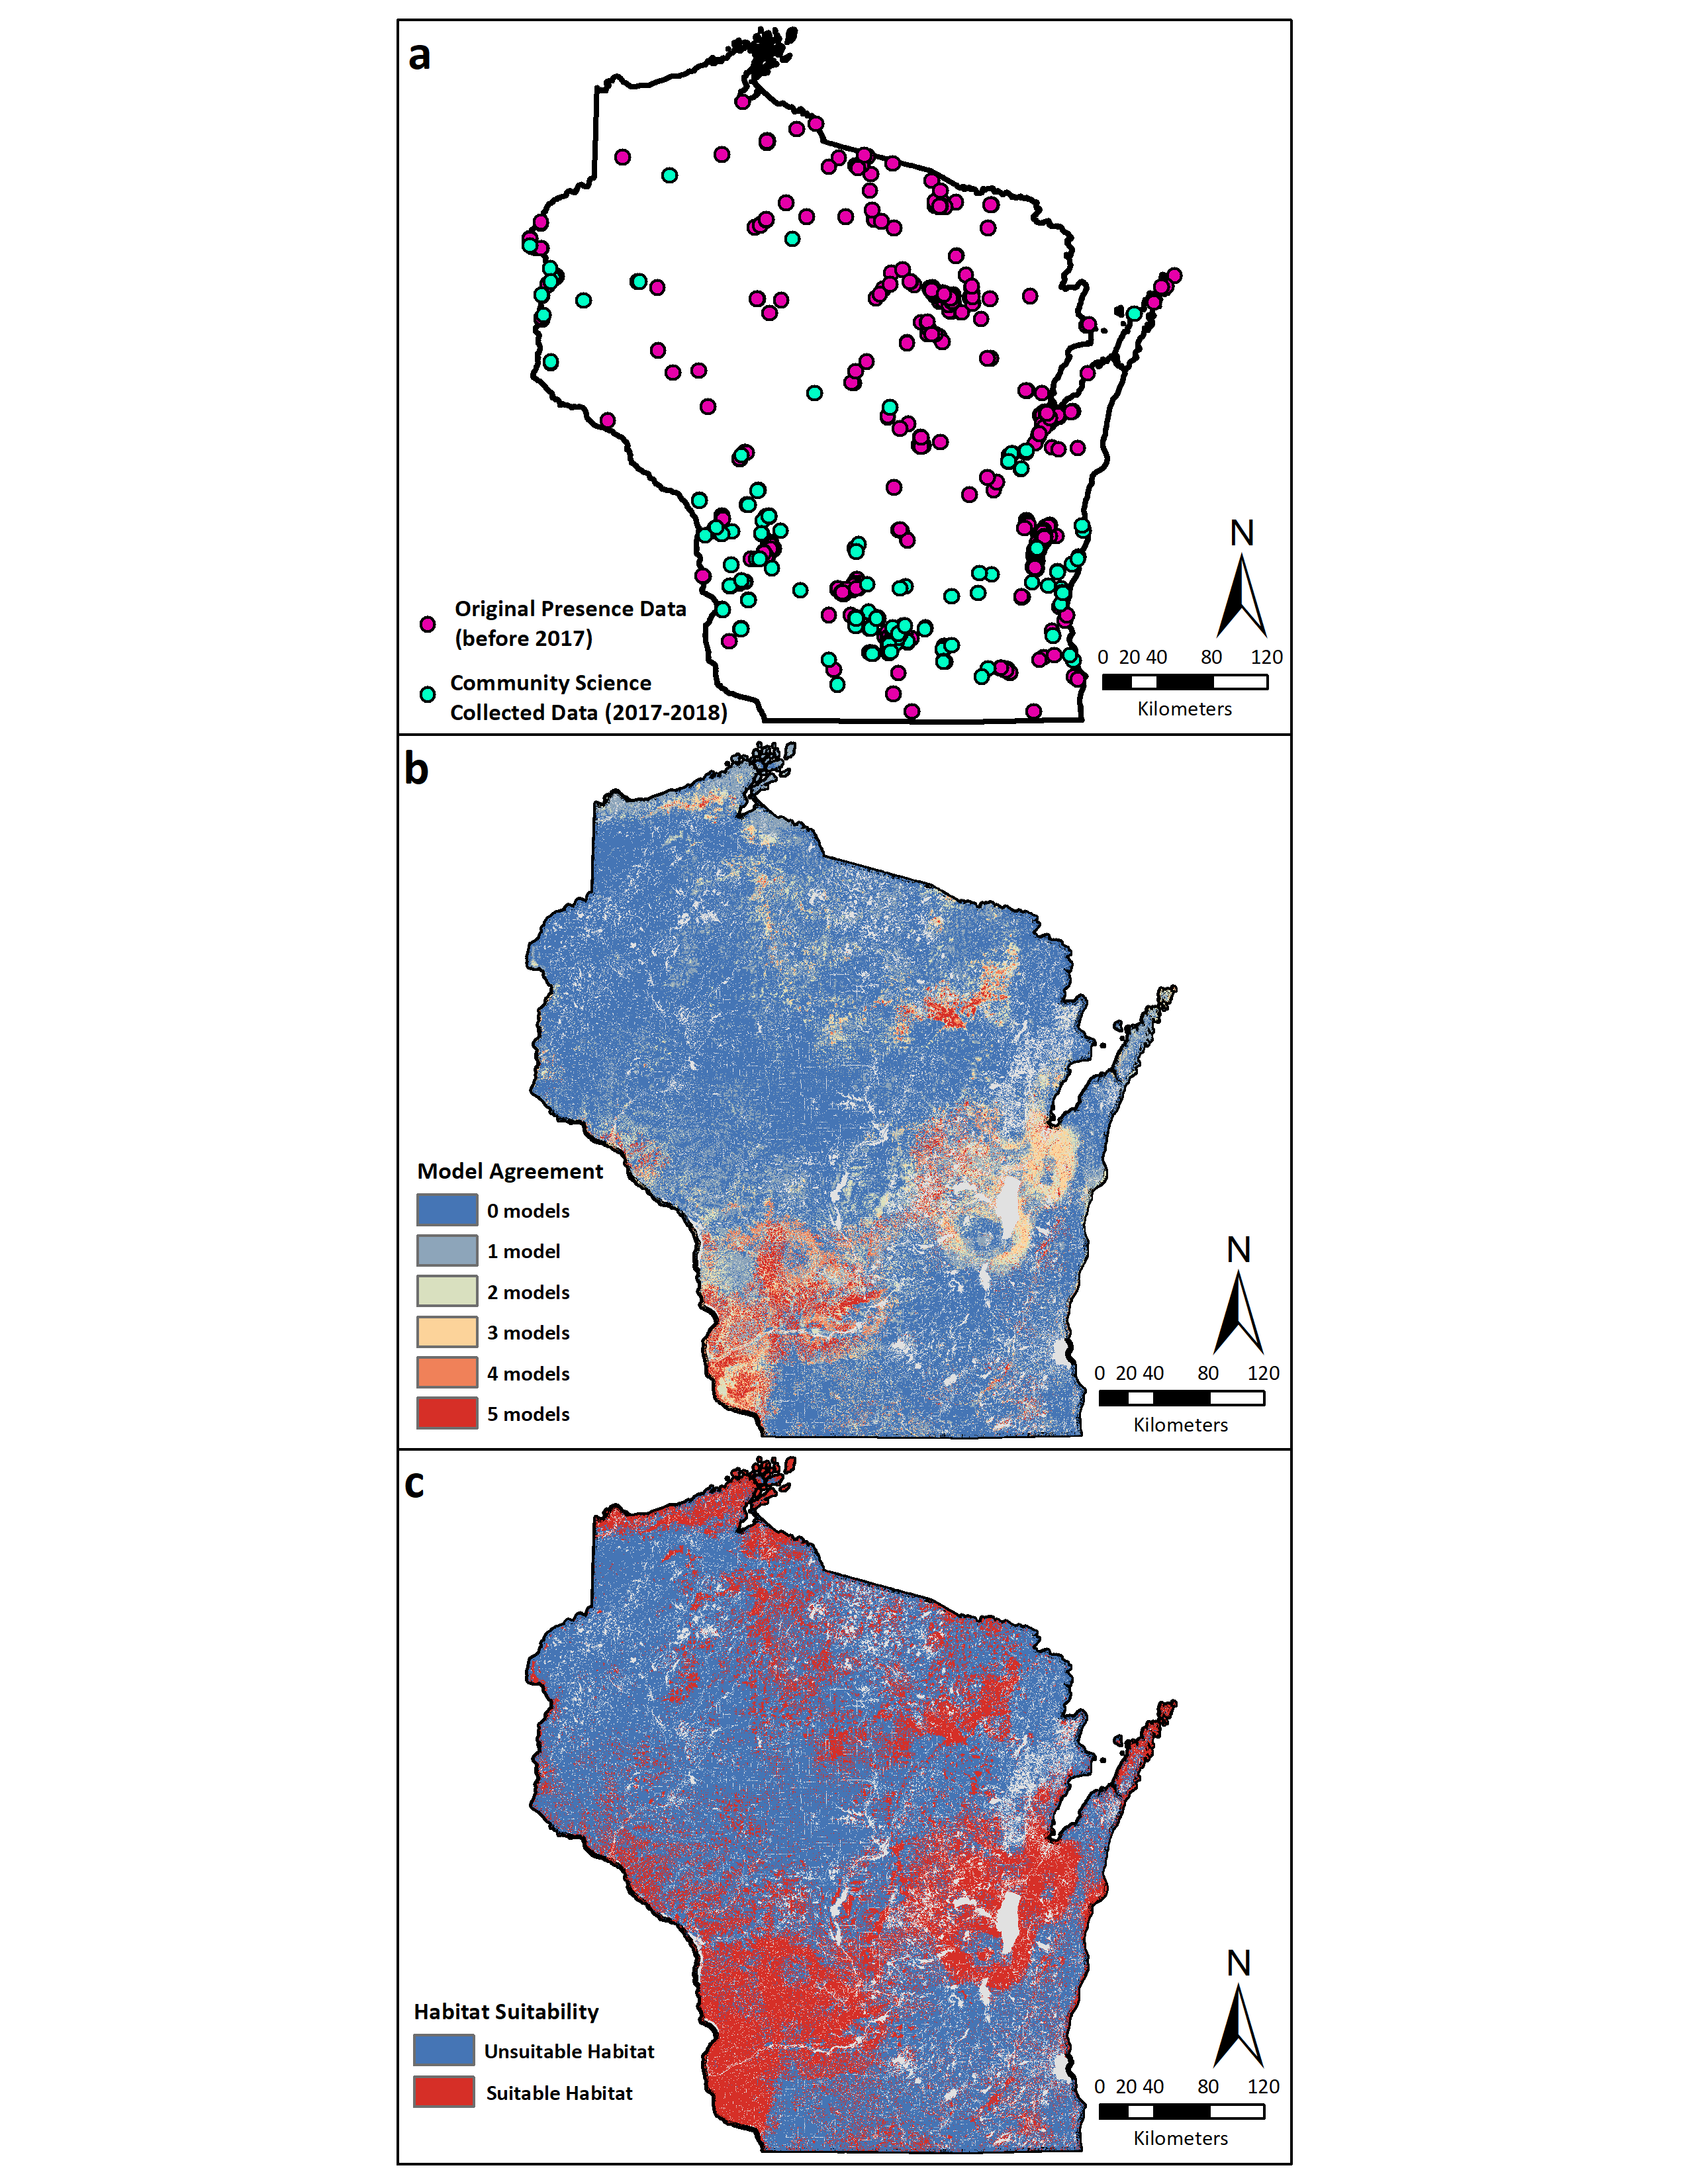 a
N
0 20 40 80 120
Kilometers
Original Presence Data
(before 2017)
Community Science
Collected Data (2017-2018)
b
Model Agreement
0 models
1 model
2 models
3 models
4 models
5 models
N
0 20 40 80 120
Kilometers
c
Habitat Suitability
Unsuitable Habitat
Suitable Habitat
N
0 20 40 80 120
Kilometers